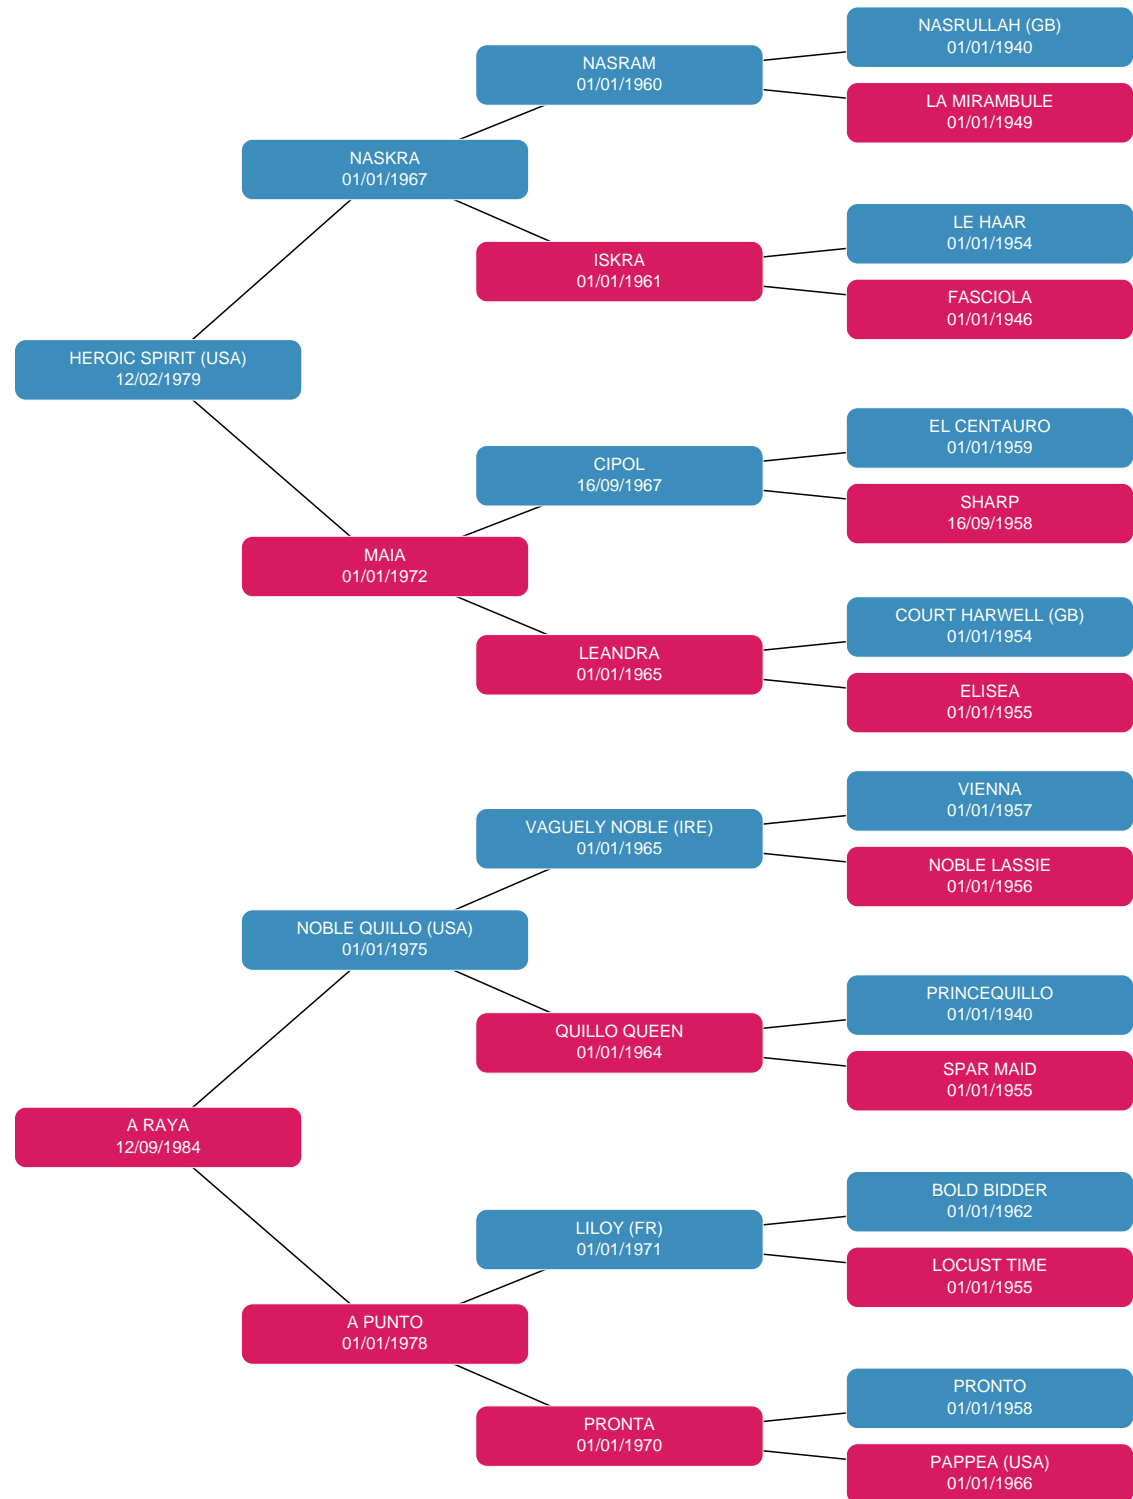 NASRULLAH (GB)
01/01/1940
NASRAM
01/01/1960
LA MIRAMBULE
01/01/1949
NASKRA
01/01/1967
LE HAAR
01/01/1954
ISKRA
01/01/1961
FASCIOLA
01/01/1946
HEROIC SPIRIT (USA)
12/02/1979
EL CENTAURO
01/01/1959
CIPOL
16/09/1967
SHARP
16/09/1958
MAIA
01/01/1972
COURT HARWELL (GB)
01/01/1954
LEANDRA
01/01/1965
ELISEA
01/01/1955
VIENNA
01/01/1957
VAGUELY NOBLE (IRE)
01/01/1965
NOBLE LASSIE
01/01/1956
NOBLE QUILLO (USA)
01/01/1975
PRINCEQUILLO
01/01/1940
QUILLO QUEEN
01/01/1964
SPAR MAID
01/01/1955
A RAYA
12/09/1984
BOLD BIDDER
01/01/1962
LILOY (FR)
01/01/1971
LOCUST TIME
01/01/1955
A PUNTO
01/01/1978
PRONTO
01/01/1958
PRONTA
01/01/1970
PAPPEA (USA)
01/01/1966